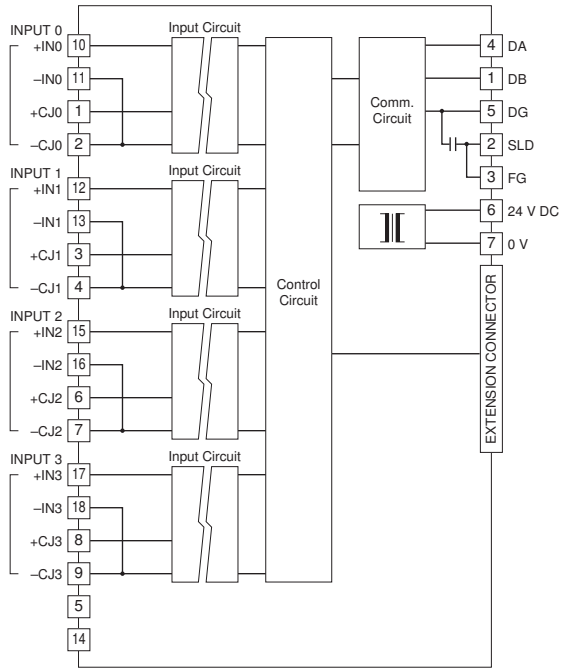 INPUT 0
Input Circuit
+IN0 10
−IN0 11
+CJ0 1
−CJ0 2
INPUT 1
Input Circuit
+IN1 12
−IN1 13
+CJ1 3
−CJ1 4
INPUT 2
Input Circuit
+IN2 15
−IN2 16
+CJ2 6
−CJ2 7
INPUT 3
Input Circuit
+IN3 17
−IN3 18
+CJ3 8
−CJ3 9
5
14
Control
Circuit
Comm.
Circuit
4 DA
1 DB
5 DG
2 SLD
3 FG
6 24 V DC
7 0 V
EXTENSION CONNECTOR